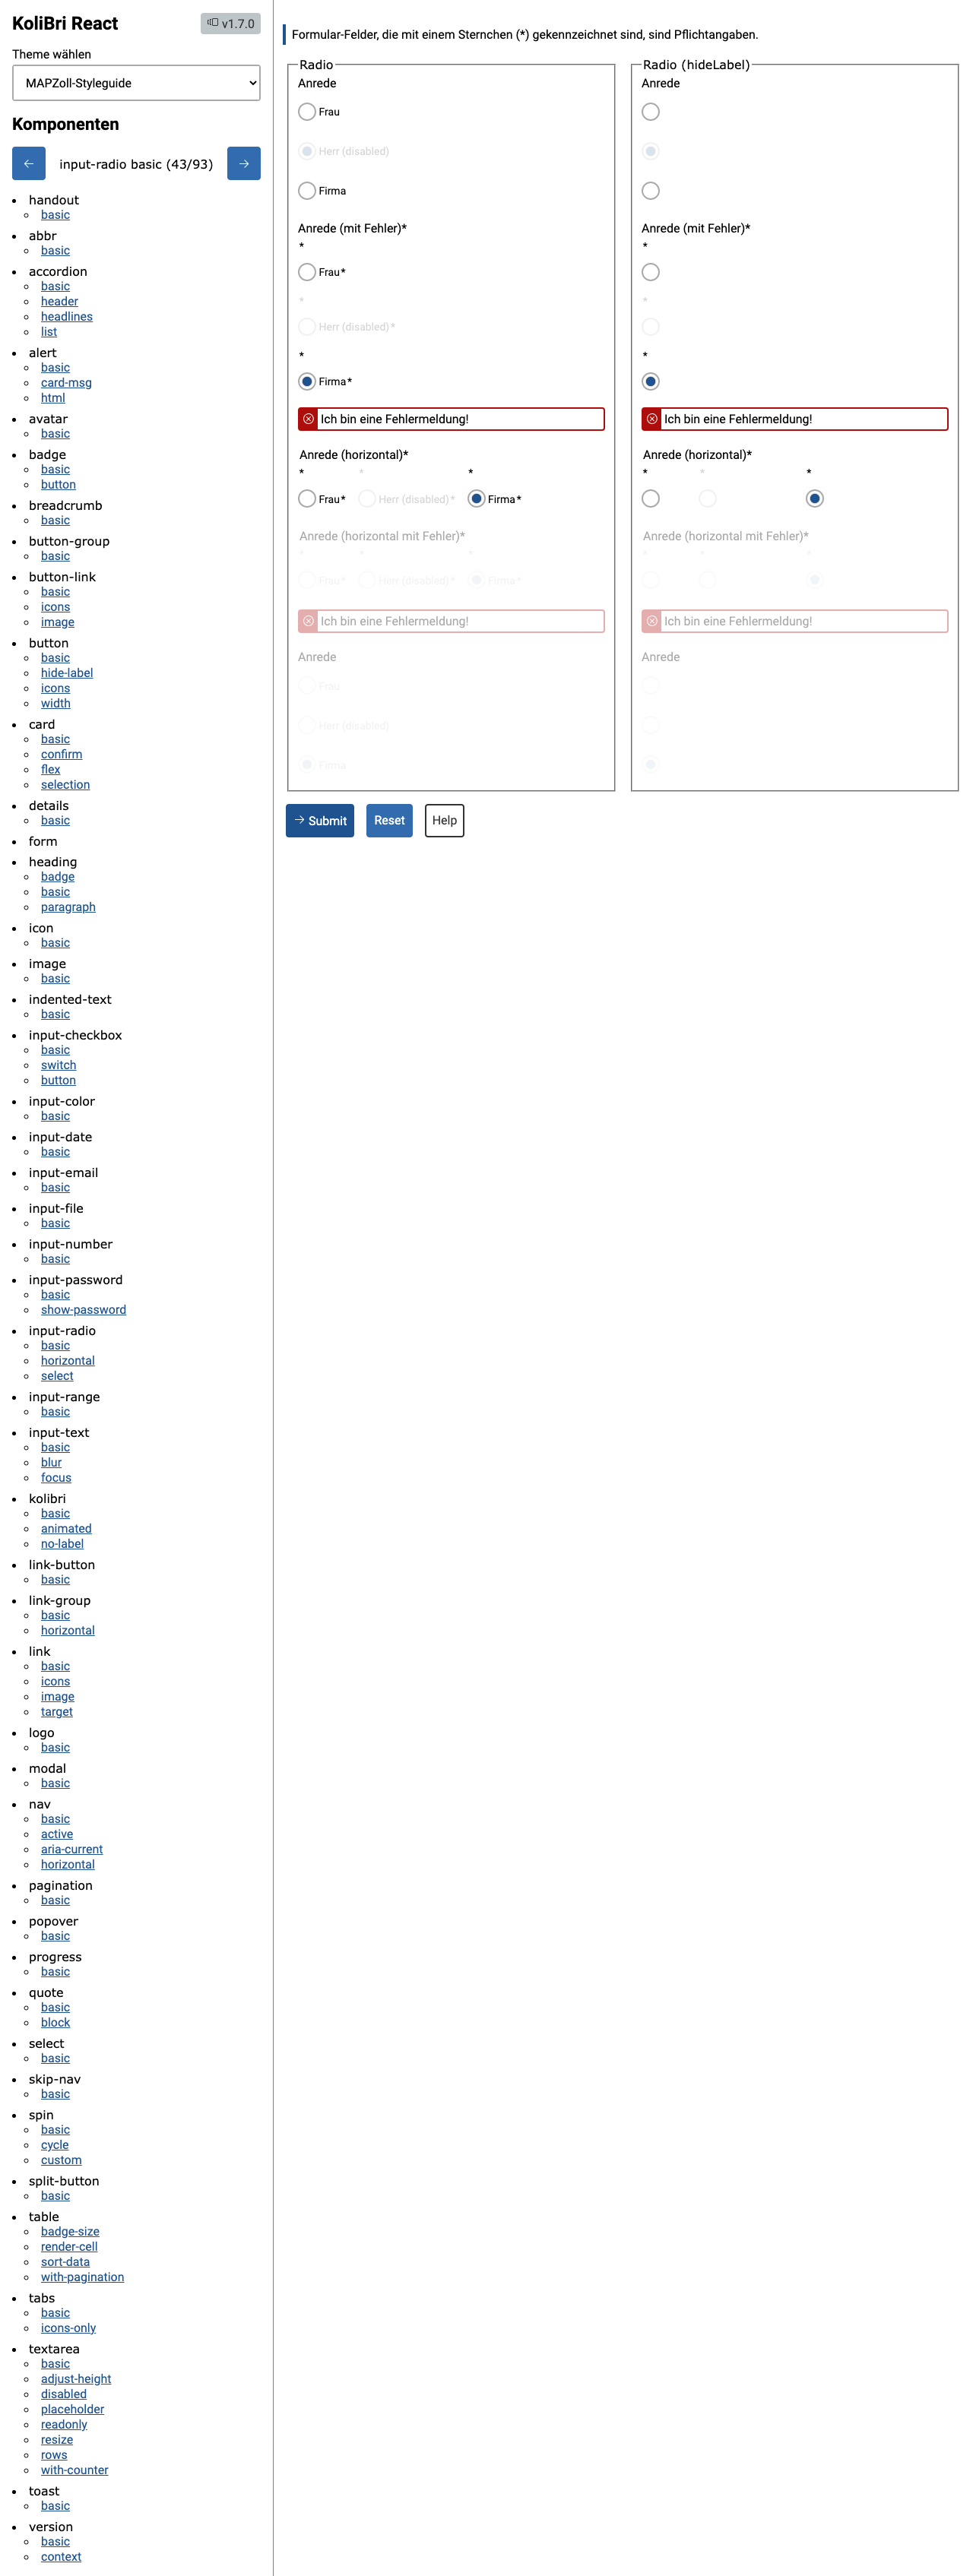 KoliBri React
v1.7.0
Theme wählen
MAPZoll-Styleguide
Komponenten
← input-radio basic (43/93) →
handout
basic
abbr
basic
accordion
basic
header
headlines
list
alert
basic
card-msg
html
avatar
basic
badge
basic
button
breadcrumb
basic
button-group
basic
button-link
basic
icons
image
button
basic
hide-label
icons
width
card
basic
confirm
flex
selection
details
basic
form
heading
badge
basic
paragraph
icon
basic
image
basic
indented-text
basic
input-checkbox
basic
switch
button
input-color
basic
input-date
basic
input-email
basic
input-file
basic
input-number
basic
input-password
basic
show-password
input-radio
basic
horizontal
select
input-range
basic
input-text
basic
blur
focus
kolibri
basic
animated
no-label
link-button
basic
link-group
basic
horizontal
link
basic
icons
image
target
logo
basic
modal
basic
nav
basic
active
aria-current
horizontal
pagination
basic
popover
basic
progress
basic
quote
basic
block
select
basic
skip-nav
basic
spin
basic
cycle
custom
split-button
basic
table
badge-size
render-cell
sort-data
with-pagination
tabs
basic
icons-only
textarea
basic
adjust-height
disabled
placeholder
readonly
resize
rows
with-counter
toast
basic
version
basic
context
Formular-Felder, die mit einem Sternchen (*) gekennzeichnet sind, sind Pflichtangaben.
Radio
Anrede
Frau
Herr (disabled)
Firma
Anrede (mit Fehler)*
*
Frau*
*
Herr (disabled)*
*
Firma*
Ich bin eine Fehlermeldung!
Anrede (horizontal)*
* * *
Frau* Herr (disabled)* Firma*
Anrede (horizontal mit Fehler)*
* * *
Frau* Herr (disabled)* Firma*
Ich bin eine Fehlermeldung!
Anrede
Frau
Herr (disabled)
Firma
Radio (hideLabel)
Anrede
Anrede (mit Fehler)*
*
*
*
Ich bin eine Fehlermeldung!
Anrede (horizontal)*
* * *
Anrede (horizontal mit Fehler)*
* * *
Ich bin eine Fehlermeldung!
Anrede
→ Submit Reset Help